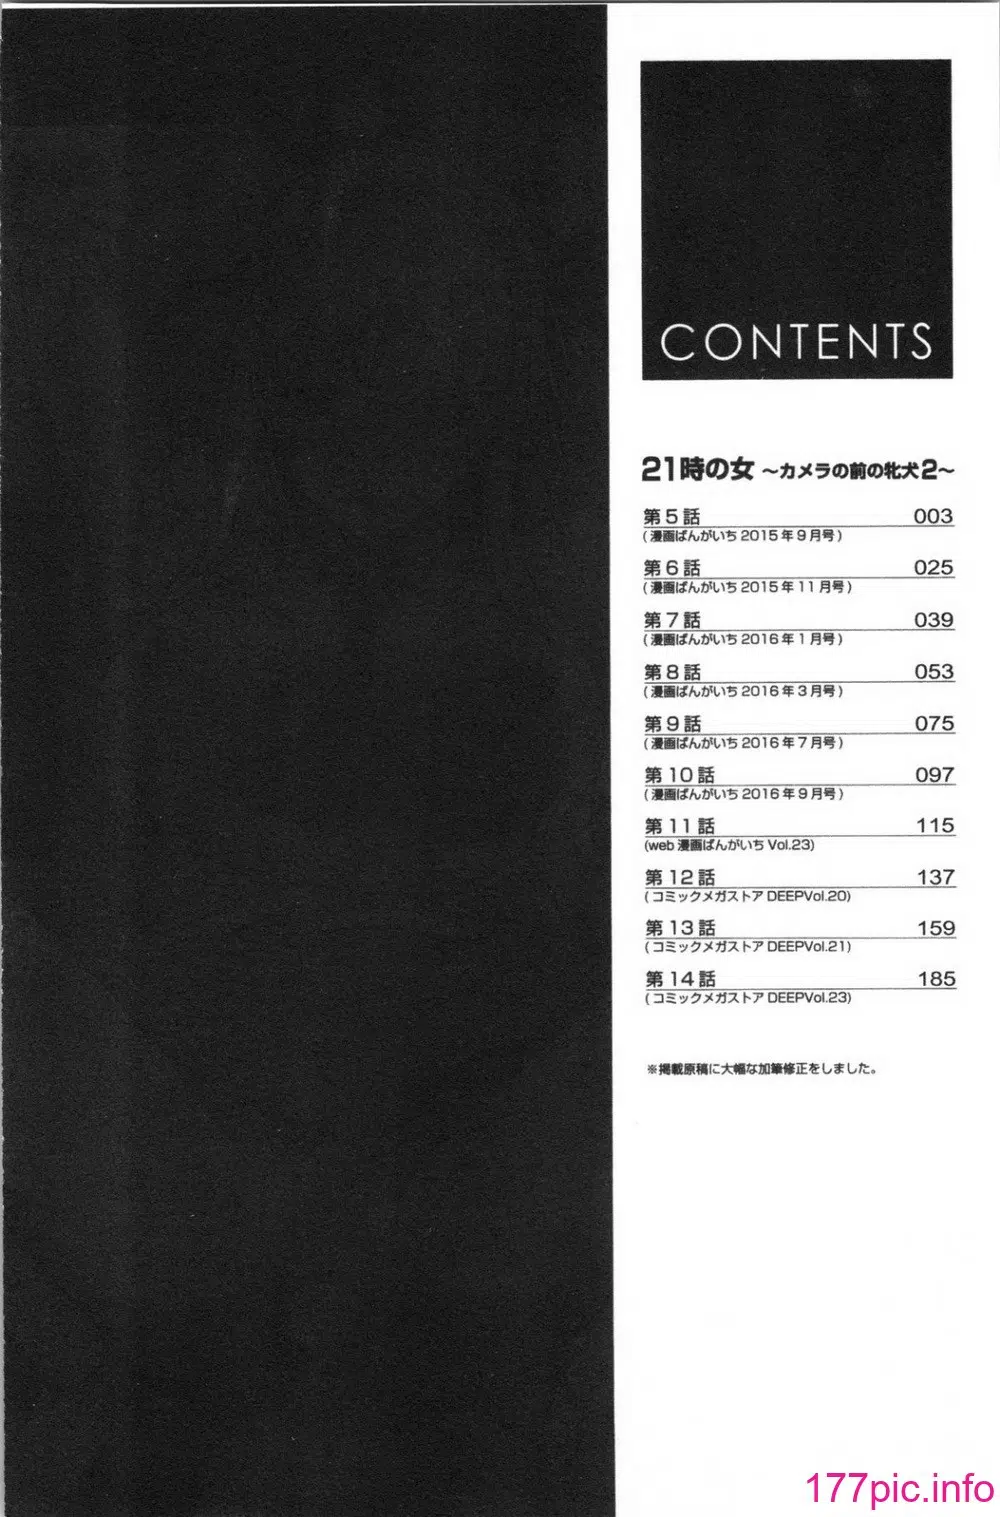 CONTENTS
21時の女 ～カメラの前の牝犬2～
第5話 003
(漫画ばんがいち 2015年9月号)
第6話 025
(漫画ばんがいち 2015年11月号)
第7話 039
(漫画ばんがいち 2016年1月号)
第8話 053
(漫画ばんがいち 2016年3月号)
第9話 075
(漫画ばんがいち 2016年7月号)
第10話 097
(漫画ばんがいち 2016年9月号)
第11話 115
(web 漫画ばんがいち Vol.23)
第12話 137
(コミックメガストア DEEPVol.20)
第13話 159
(コミックメガストア DEEPVol.21)
第14話 185
(コミックメガストア DEEPVol.23)
※掲載原稿に大幅な加筆修正をしました。
177pic.info